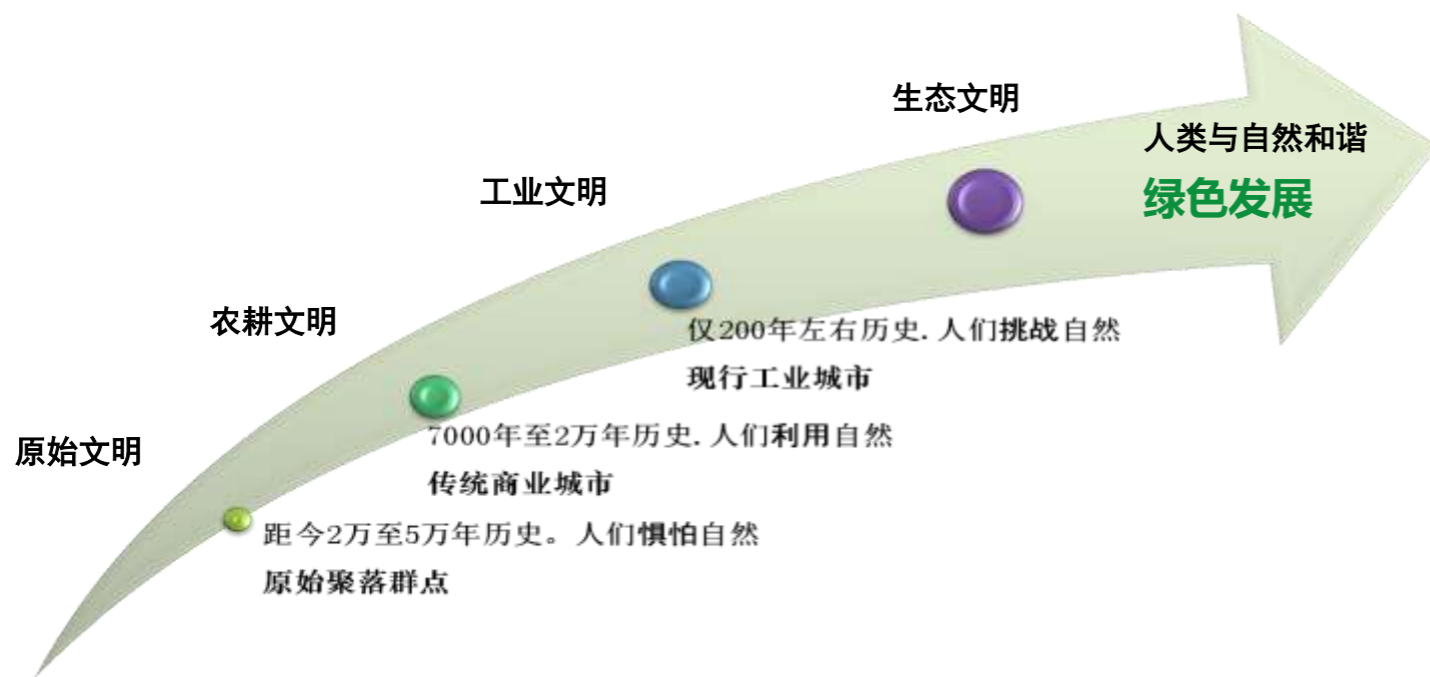 生态文明
人类与自然和谐
绿色发展
工业文明
仅200年左右历史. 人们挑战自然
现行工业城市
农耕文明
7000年至2万年历史. 人们利用自然
传统商业城市
原始文明
距今2万至5万年历史。人们惧怕自然
原始聚落群点